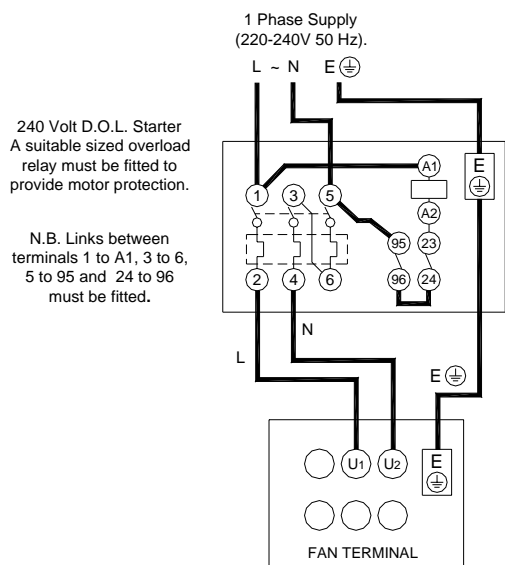 1 Phase Supply
(220-240V 50 Hz).
L ~ N E
240 Volt D.O.L. Starter
A suitable sized overload
relay must be fitted to
provide motor protection.
N.B. Links between
terminals 1 to A1, 3 to 6,
5 to 95 and 24 to 96
must be fitted.
A1 E
1 3 5
A2
95 23
2 4 6 96 24
N
L
E
U1 U2 E
FAN TERMINAL